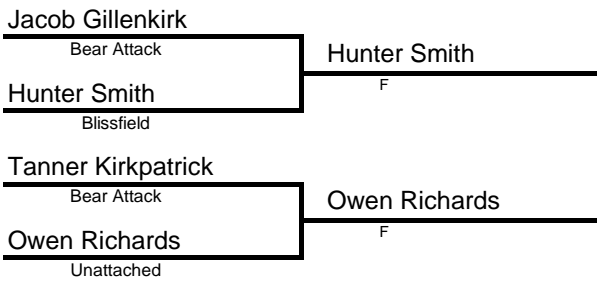 Jacob Gillenkirk
Bear Attack
Hunter Smith
F
Hunter Smith
Blissfield
Tanner Kirkpatrick
Bear Attack
Owen Richards
F
Owen Richards
Unattached